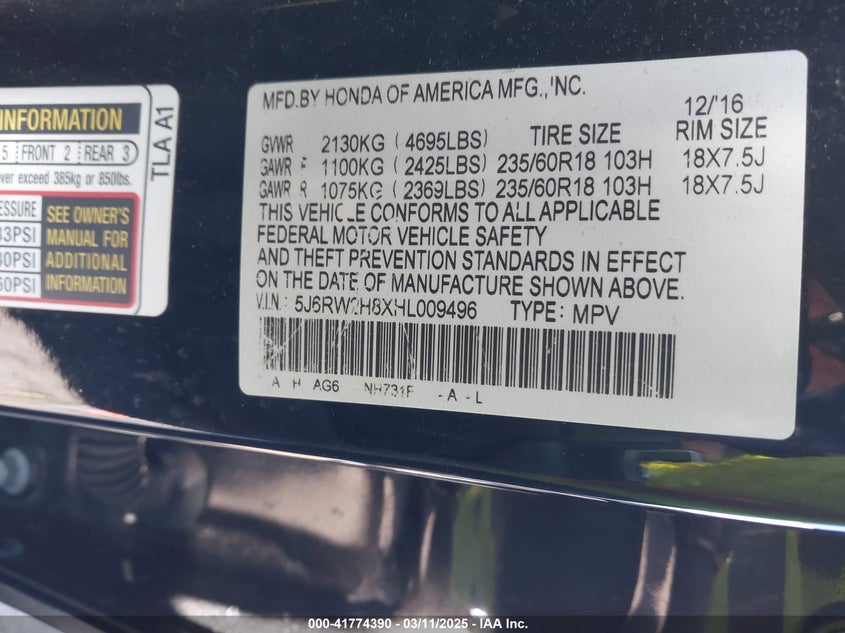 INFORMATION
5 FRONT 2 REAR 3
ver exceed 385kg or 850lbs.
ESSURE
33PSI
30PSI
60PSI
SEE OWNER'S
MANUAL FOR
ADDITIONAL
INFORMATION
TLA A1
MFD.BY HONDA OF AMERICA MFG.,INC.
12/'16
GVWR 2130KG (4695LBS) TIRE SIZE RIM SIZE
GAWR F 1100KG (2425LBS) 235/60R18 103H 18X7.5J
GAWR R 1075KG (2369LBS) 235/60R18 103H 18X7.5J
THIS VEHICLE CONFORMS TO ALL APPLICABLE
FEDERAL MOTOR VEHICLE SAFETY
AND THEFT PREVENTION STANDARDS IN EFFECT
ON THE DATE OF MANUFACTURE SHOWN ABOVE.
V.I.N.: 5J6RW2H8XHL009496 TYPE: MPV
A H AG6 NH731P -A-L
000-41774390 - 03/11/2025 - IAA Inc.